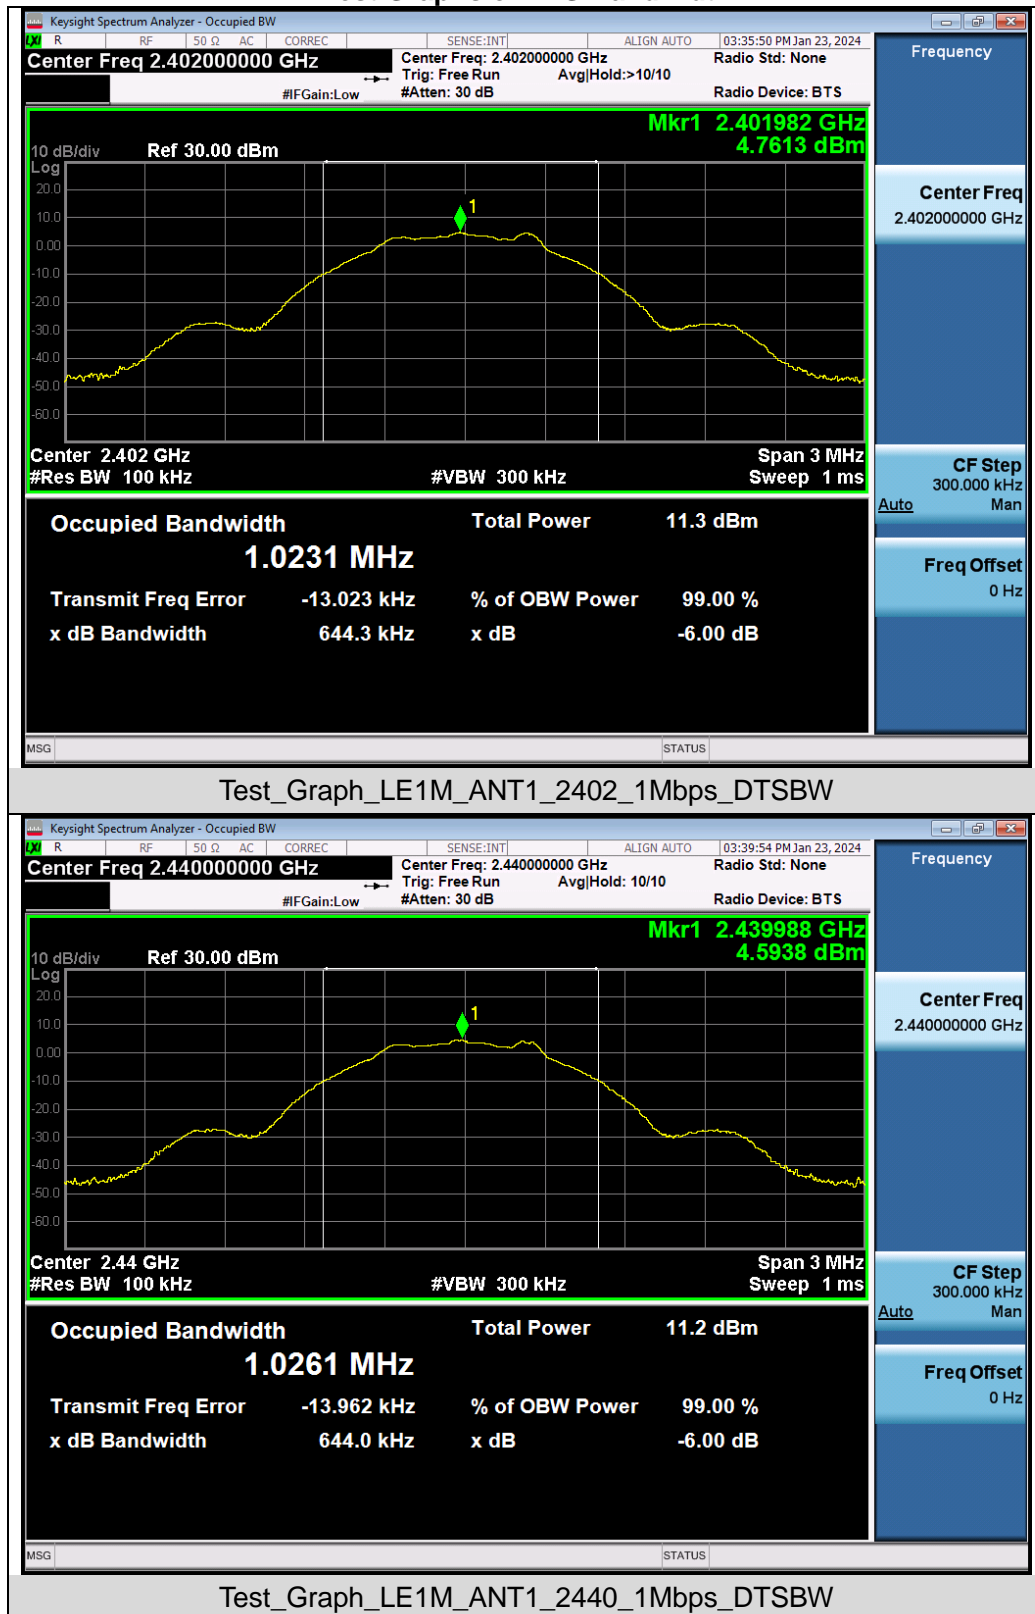 Keysight Spectrum Analyzer - Occupied BW
LXI R RF 50 Ω AC CORREC SENSE:INT ALIGN AUTO 03:35:50 PM Jan 23, 2024
Center Freq 2.402000000 GHz
Center Freq: 2.402000000 GHz
Radio Std: None
Trig: Free Run Avg|Hold:>10/10
#IFGain:Low #Atten: 30 dB Radio Device: BTS
Frequency
Mkr1 2.401982 GHz
4.7613 dBm
10 dB/div Ref 30.00 dBm
Log
20.0
10.0
0.00
-10.0
-20.0
-30.0
-40.0
-50.0
-60.0
1
Center 2.402 GHz Span 3 MHz
#Res BW 100 kHz #VBW 300 kHz Sweep 1 ms
Center Freq
2.402000000 GHz
CF Step
300.000 kHz
Auto Man
Freq Offset
0 Hz
Occupied Bandwidth Total Power 11.3 dBm
1.0231 MHz
Transmit Freq Error -13.023 kHz % of OBW Power 99.00 %
x dB Bandwidth 644.3 kHz x dB -6.00 dB
MSG STATUS
Test_Graph_LE1M_ANT1_2402_1Mbps_DTSBW
Keysight Spectrum Analyzer - Occupied BW
LXI R RF 50 Ω AC CORREC SENSE:INT ALIGN AUTO 03:39:54 PM Jan 23, 2024
Center Freq 2.440000000 GHz
Center Freq: 2.440000000 GHz
Radio Std: None
Trig: Free Run Avg|Hold: 10/10
#IFGain:Low #Atten: 30 dB Radio Device: BTS
Frequency
Mkr1 2.439988 GHz
4.5938 dBm
10 dB/div Ref 30.00 dBm
Log
20.0
10.0
0.00
-10.0
-20.0
-30.0
-40.0
-50.0
-60.0
1
Center 2.44 GHz Span 3 MHz
#Res BW 100 kHz #VBW 300 kHz Sweep 1 ms
Center Freq
2.440000000 GHz
CF Step
300.000 kHz
Auto Man
Freq Offset
0 Hz
Occupied Bandwidth Total Power 11.2 dBm
1.0261 MHz
Transmit Freq Error -13.962 kHz % of OBW Power 99.00 %
x dB Bandwidth 644.0 kHz x dB -6.00 dB
MSG STATUS
Test_Graph_LE1M_ANT1_2440_1Mbps_DTSBW